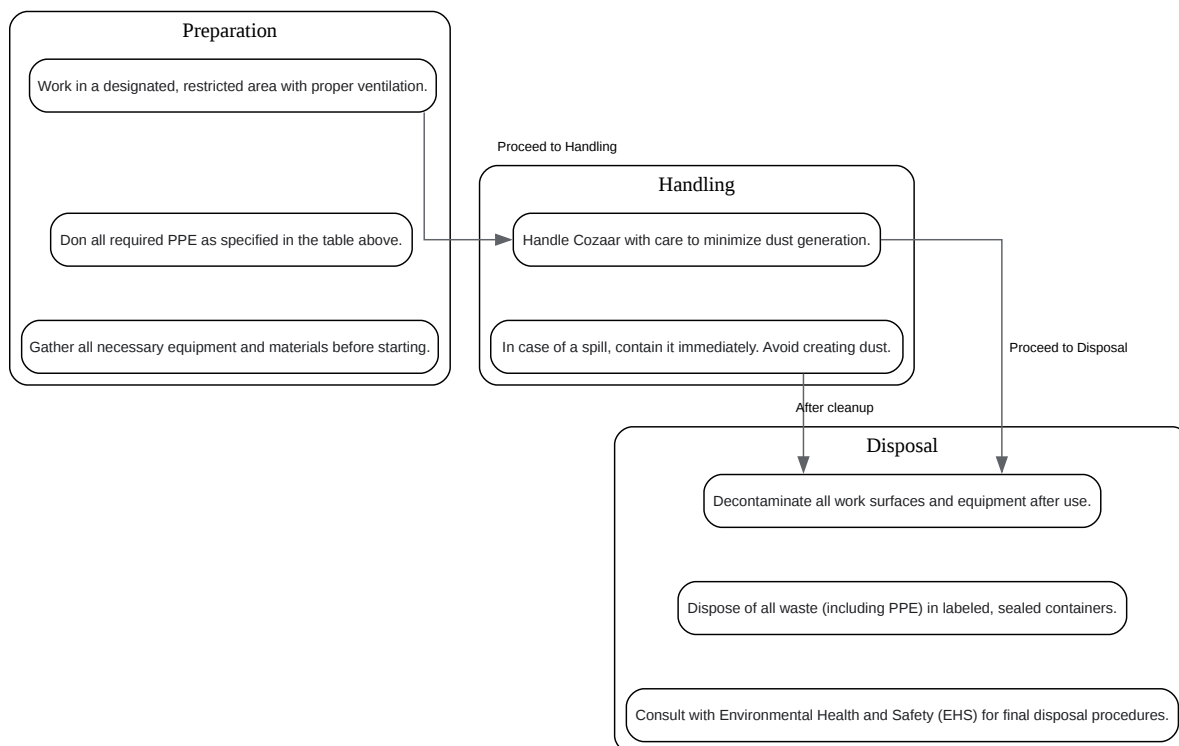 Preparation
Work in a designated, restricted area with proper ventilation.
Don all required PPE as specified in the table above.
Gather all necessary equipment and materials before starting.
Proceed to Handling
Handling
Handle Cozaar with care to minimize dust generation.
In case of a spill, contain it immediately. Avoid creating dust.
Proceed to Disposal
After cleanup
Disposal
Decontaminate all work surfaces and equipment after use.
Dispose of all waste (including PPE) in labeled, sealed containers.
Consult with Environmental Health and Safety (EHS) for final disposal procedures.